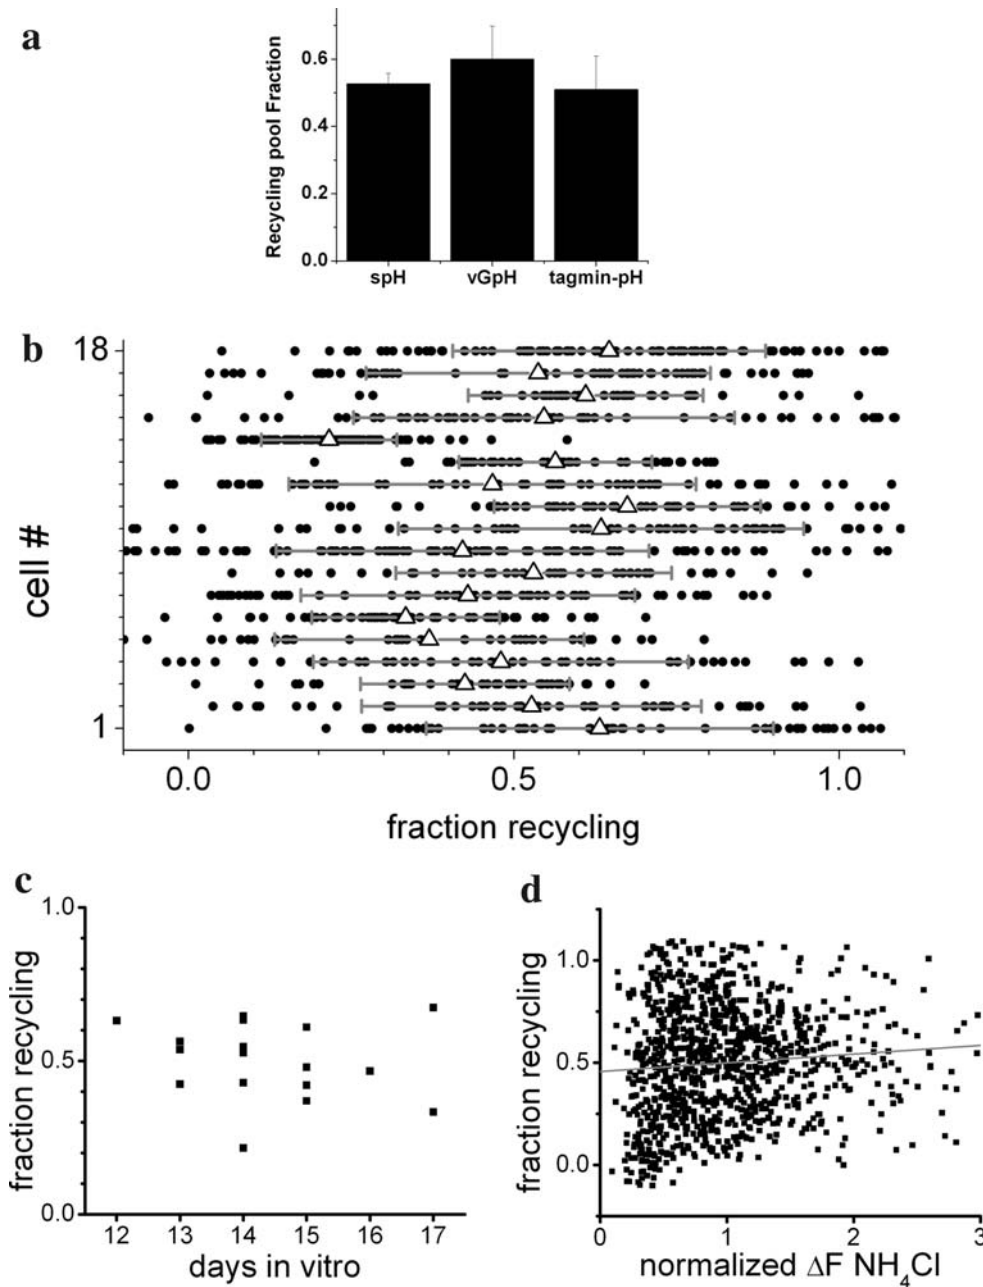 a
Recycling pool Fraction
0.6
0.4
0.2
0.0
spH vGpH tagmin-pH
b
18
cell #
1
0.0 0.5 1.0
fraction recycling
c
fraction recycling
1.0
0.5
0.0
12 13 14 15 16 17
days in vitro
d
fraction recycling
1.0
0.5
0.0
0 1 2 3
normalized ΔF NH₄Cl